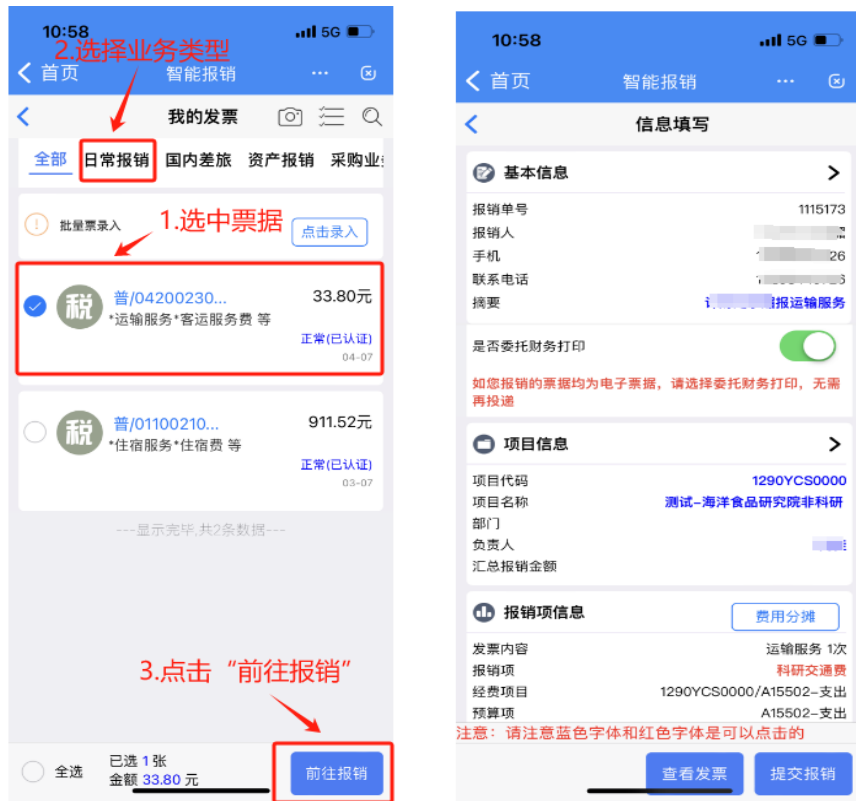 10:58
5G
2.选择业务类型
首页
智能报销
我的发票
全部
日常报销
国内差旅
资产报销
采购业
批量票录入
1.选中票据
点击录入
税
普/04200230...
33.80元
*运输服务*客运服务费 等
正常(已认证)
04-07
税
普/01100210...
911.52元
*住宿服务*住宿费 等
正常(已认证)
03-07
---显示完毕,共2条数据---
3.点击“前往报销”
全选
已选 1张
金额 33.80 元
前往报销
10:58
5G
首页
智能报销
信息填写
基本信息
报销单号
1115173
报销人
手机
26
联系电话
摘要
报运输服务
是否委托财务打印
如您报销的票据均为电子票据，请选择委托财务打印，无需
再投递
项目信息
项目代码
1290YCS0000
项目名称
测试-海洋食品研究院非科研
部门
负责人
汇总报销金额
报销项信息
费用分摊
发票内容
运输服务 1次
报销项
科研交通费
经费项目
1290YCS0000/A15502-支出
预算项
A15502-支出
注意：请注意蓝色字体和红色字体是可以点击的
查看发票
提交报销